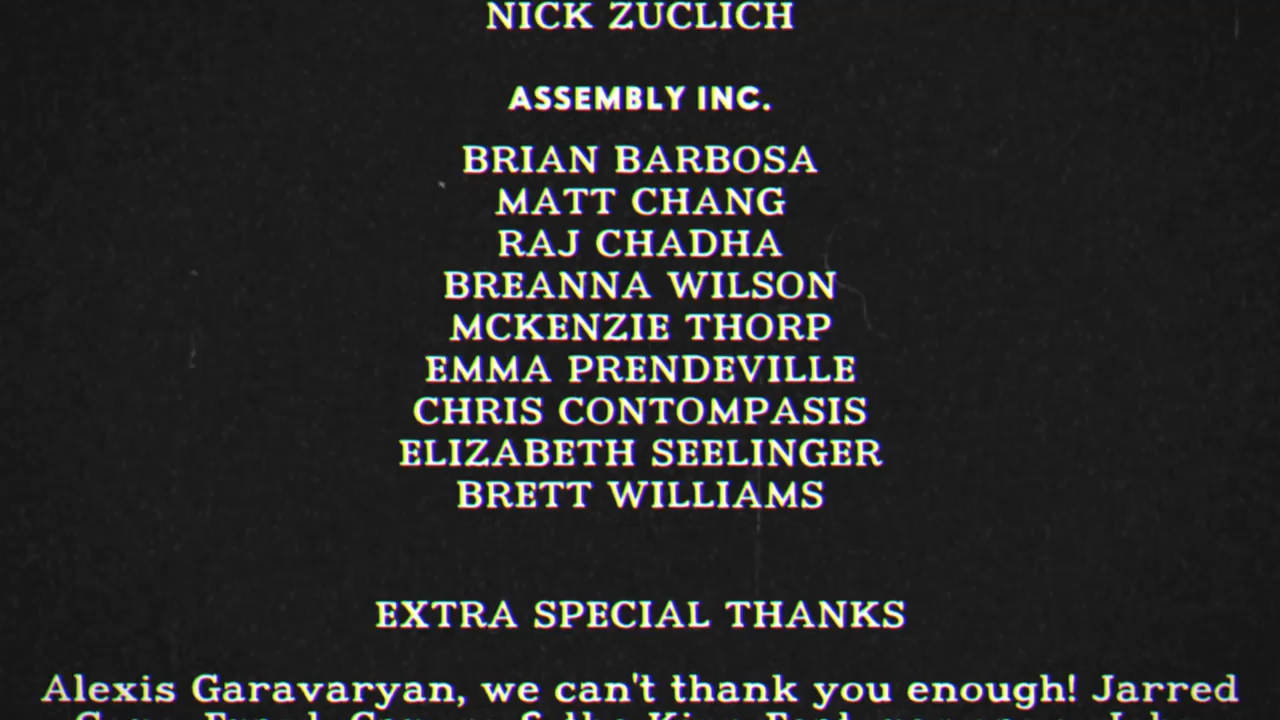 NICK ZUCLICH
ASSEMBLY INC.
BRIAN BARBOSA
MATT CHANG
RAJ CHADHA
BREANNA WILSON
MCKENZIE THORP
EMMA PRENDEVILLE
CHRIS CONTOMPASIS
ELIZABETH SEELINGER
BRETT WILLIAMS
EXTRA SPECIAL THANKS
Alexis Garavaryan, we can't thank you enough! Jarred